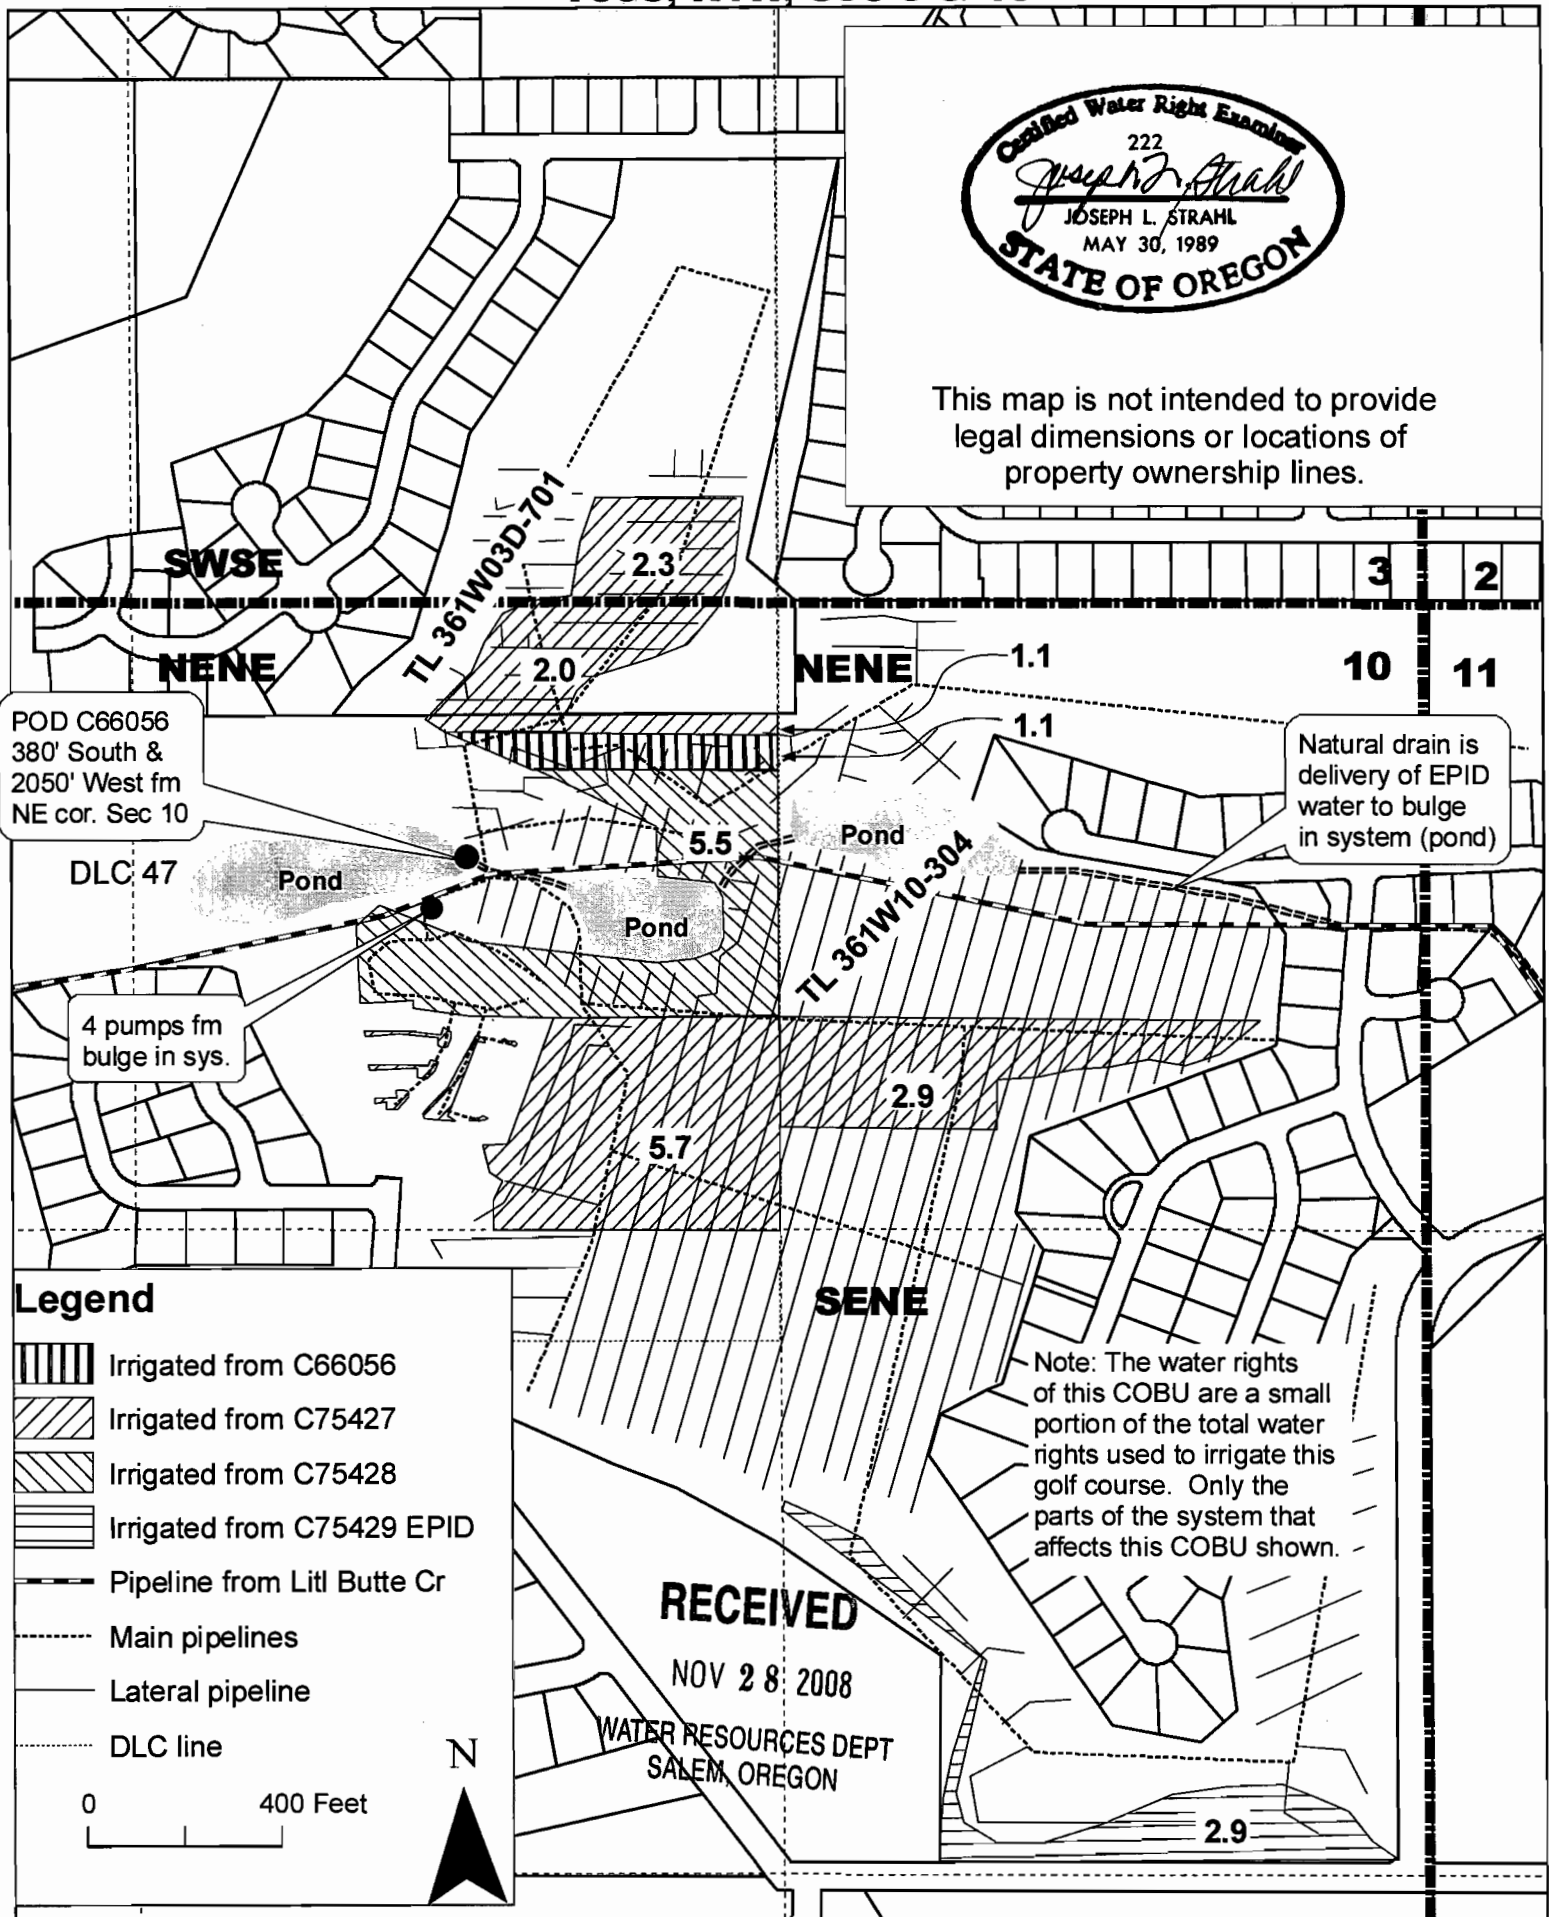 Certified Water Right Examiner
222
Joseph L. Strahl
JOSEPH L. STRAHL
MAY 30, 1989
STATE OF OREGON
This map is not intended to provide
legal dimensions or locations of
property ownership lines.
TL 361W03D-701
2.3
SWSE
3
2
NENE
2.0
NENE
1.1
10
11
POD C66056
380' South &
2050' West fm
NE cor. Sec 10
1.1
Natural drain is
delivery of EPID
water to bulge
in system (pond)
5.5
Pond
DLC 47
Pond
Pond
TL 361W10-304
4 pumps fm
bulge in sys.
2.9
5.7
SENE
Legend
Irrigated from C66056
Irrigated from C75427
Irrigated from C75428
Irrigated from C75429 EPID
Pipeline from Litl Butte Cr
Main pipelines
Lateral pipeline
DLC line
0 400 Feet
N
Note: The water rights
of this COBU are a small
portion of the total water
rights used to irrigate this
golf course. Only the
parts of the system that
affects this COBU shown.
RECEIVED
NOV 28 2008
WATER RESOURCES DEPT
SALEM, OREGON
2.9